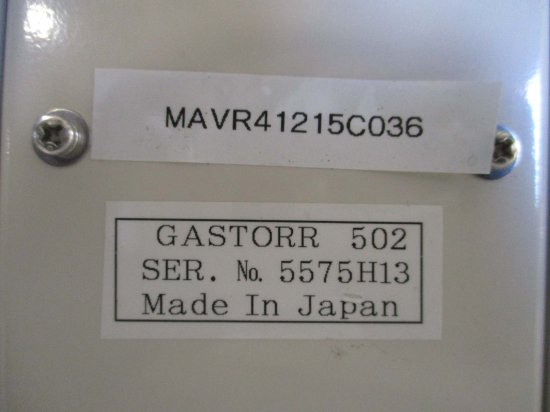 MAVR41215C036
GASTORR 502
SER. № 5575H13
Made In Japan